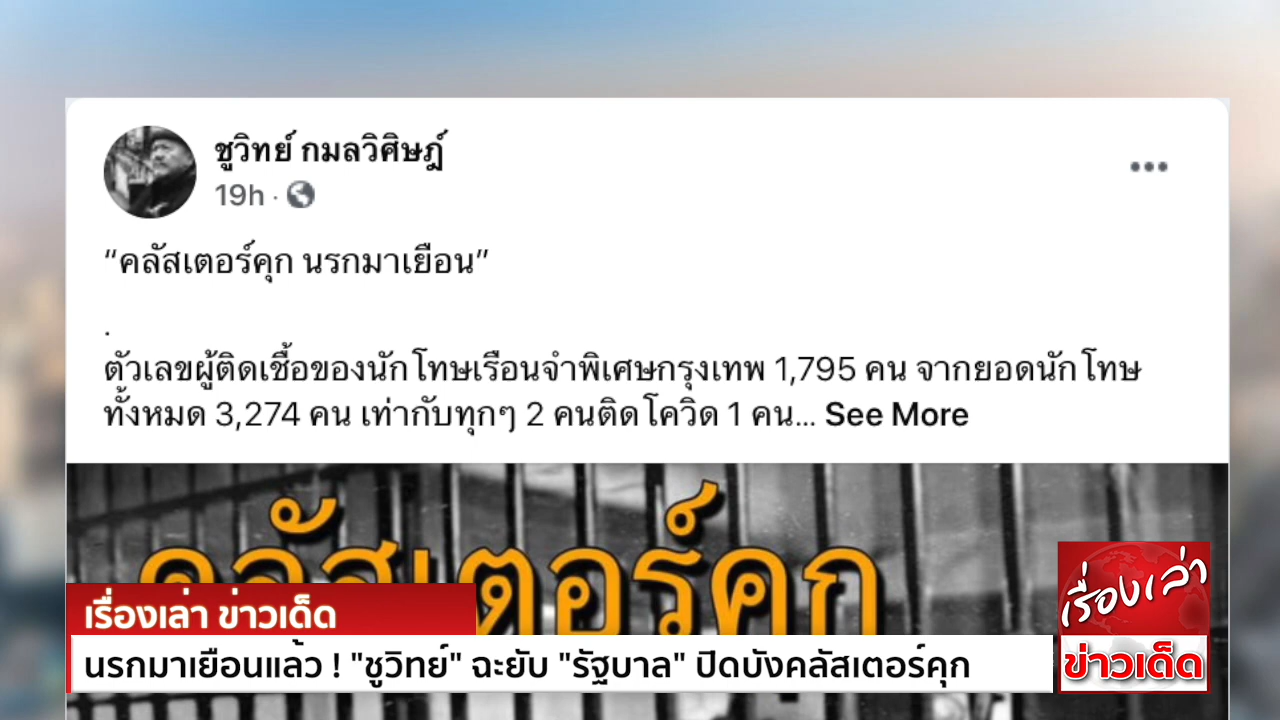 ชูวิทย์ กมลวิศิษฎ์
19h ·
“คลัสเตอร์คุก นรกมาเยือน”
.
ตัวเลขผู้ติดเชื้อของนักโทษเรือนจำพิเศษกรุงเทพ 1,795 คน จากยอดนักโทษ
ทั้งหมด 3,274 คน เท่ากับทุกๆ 2 คนติดโควิด 1 คน... See More
คลัสเตอร์คุก
เรื่องเล่า ข่าวเด็ด
นรกมาเยือนแล้ว ! "ชูวิทย์" ฉะยับ "รัฐบาล" ปิดบังคลัสเตอร์คุก
เรื่องเล่า
ข่าวเด็ด